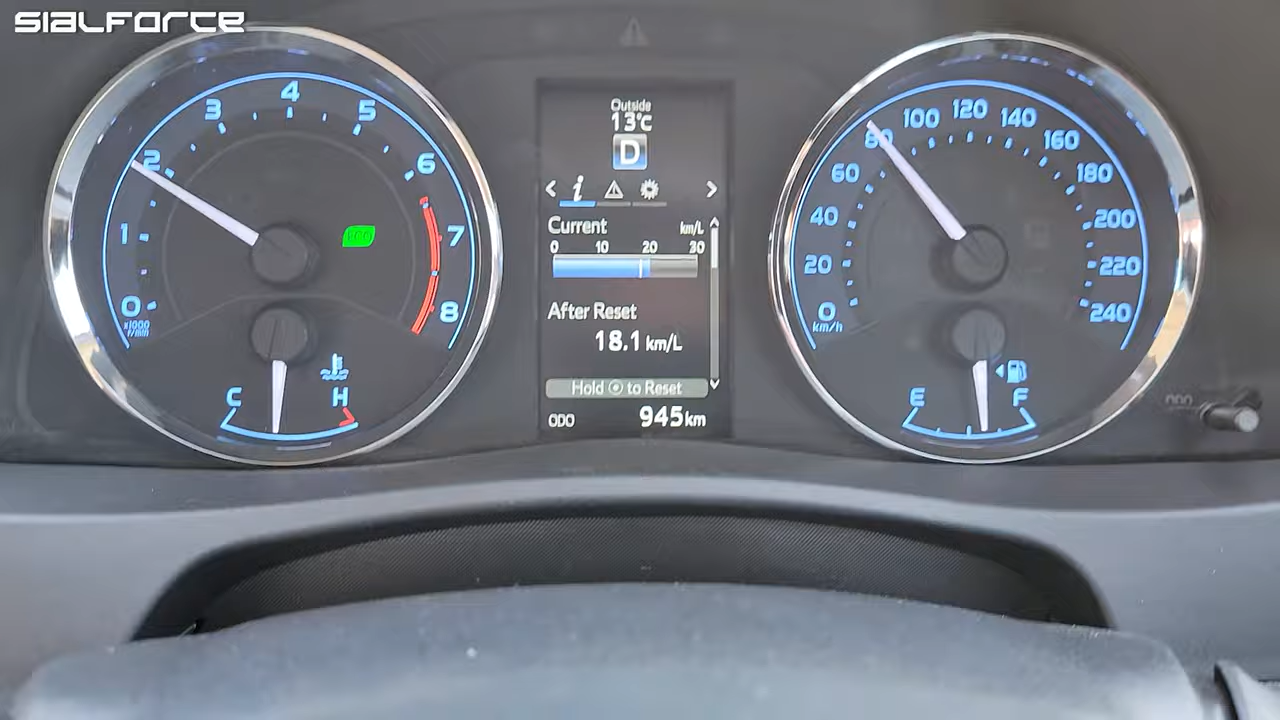 SIALFORCE
0 1 2 3 4 5 6 7 8
x1000
r/min
C H
Outside
13°C
D
Current km/L
0 10 20 30
After Reset
18.1 km/L
Hold to Reset
ODO 945 km
0 20 40 60 80 100 120 140 160 180 200 220 240
km/h
E F